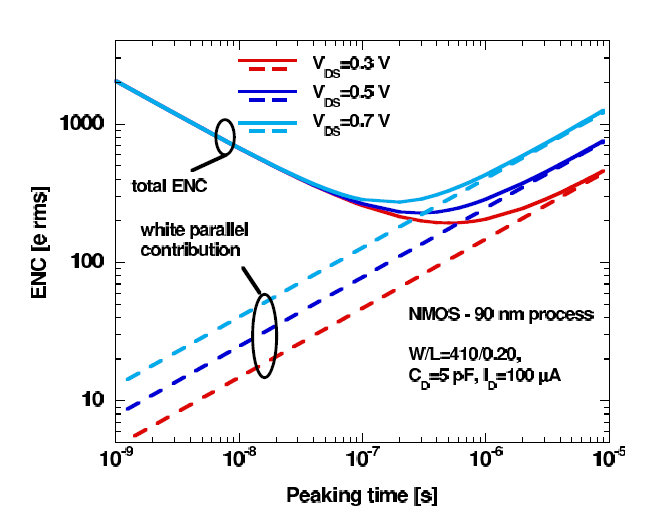 V_DS=0.3 V
V_DS=0.5 V
V_DS=0.7 V
1000
100
10
ENC [e rms]
total ENC
white parallel
contribution
NMOS - 90 nm process
W/L=410/0.20,
C_D=5 pF, I_D=100 µA
10^-9 10^-8 10^-7 10^-6 10^-5
Peaking time [s]